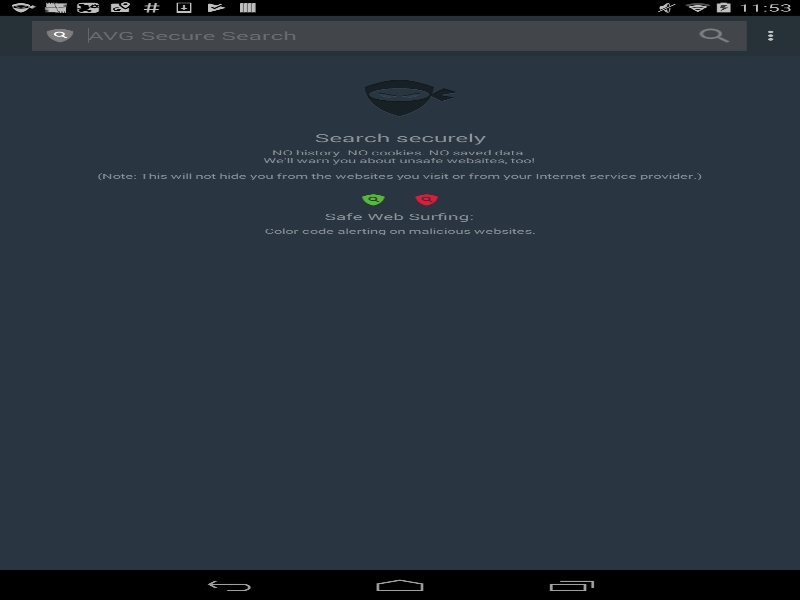 11:53
AVG Secure Search
Search securely
NO history. NO cookies. NO saved data.
We'll warn you about unsafe websites, too!
(Note: This will not hide you from the websites you visit or from your Internet service provider.)
Safe Web Surfing:
Color code alerting on malicious websites.